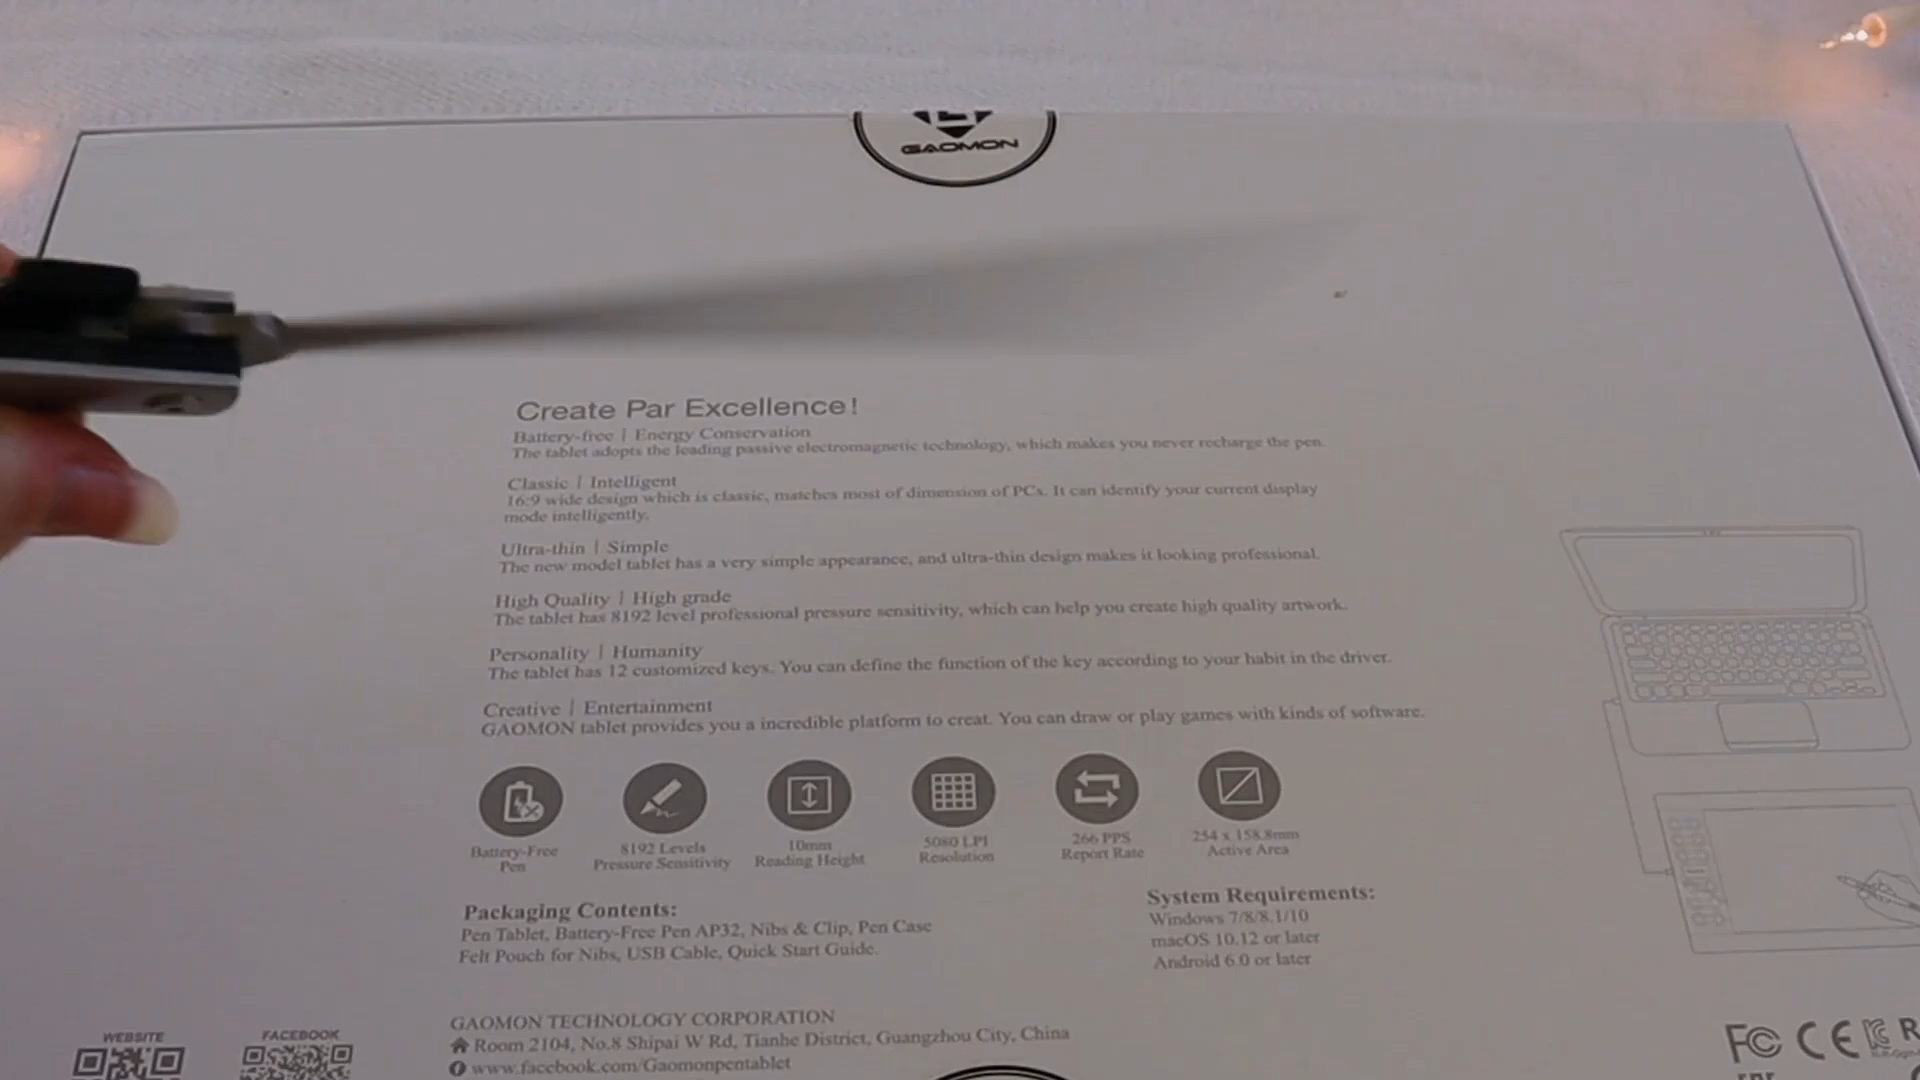 GAOMON
Create Par Excellence!
Battery-free | Energy Conservation
The tablet adopts the leading passive electromagnetic technology, which makes you never recharge the pen.
Classic | Intelligent
16:9 wide design which is classic, matches most of dimension of PCs. It can identify your current display
mode intelligently.
Ultra-thin | Simple
The new model tablet has a very simple appearance, and ultra-thin design makes it looking professional.
High Quality | High grade
The tablet has 8192 level professional pressure sensitivity, which can help you create high quality artwork.
Personality | Humanity
The tablet has 12 customized keys. You can define the function of the key according to your habit in the driver.
Creative | Entertainment
GAOMON tablet provides you a incredible platform to creat. You can draw or play games with kinds of software.
Battery-Free
Pen
8192 Levels
Pressure Sensitivity
10mm
Reading Height
5080 LPI
Resolution
266 PPS
Report Rate
254 x 158.8mm
Active Area
Packaging Contents:
Pen Tablet, Battery-Free Pen AP32, Nibs & Clip, Pen Case
Felt Pouch for Nibs, USB Cable, Quick Start Guide.
System Requirements:
Windows 7/8/8.1/10
macOS 10.12 or later
Android 6.0 or later
WEBSITE
FACEBOOK
GAOMON TECHNOLOGY CORPORATION
Room 2104, No.8 Shipai W Rd, Tianhe District, Guangzhou City, China
www.facebook.com/Gaomonpentablet
FC CE